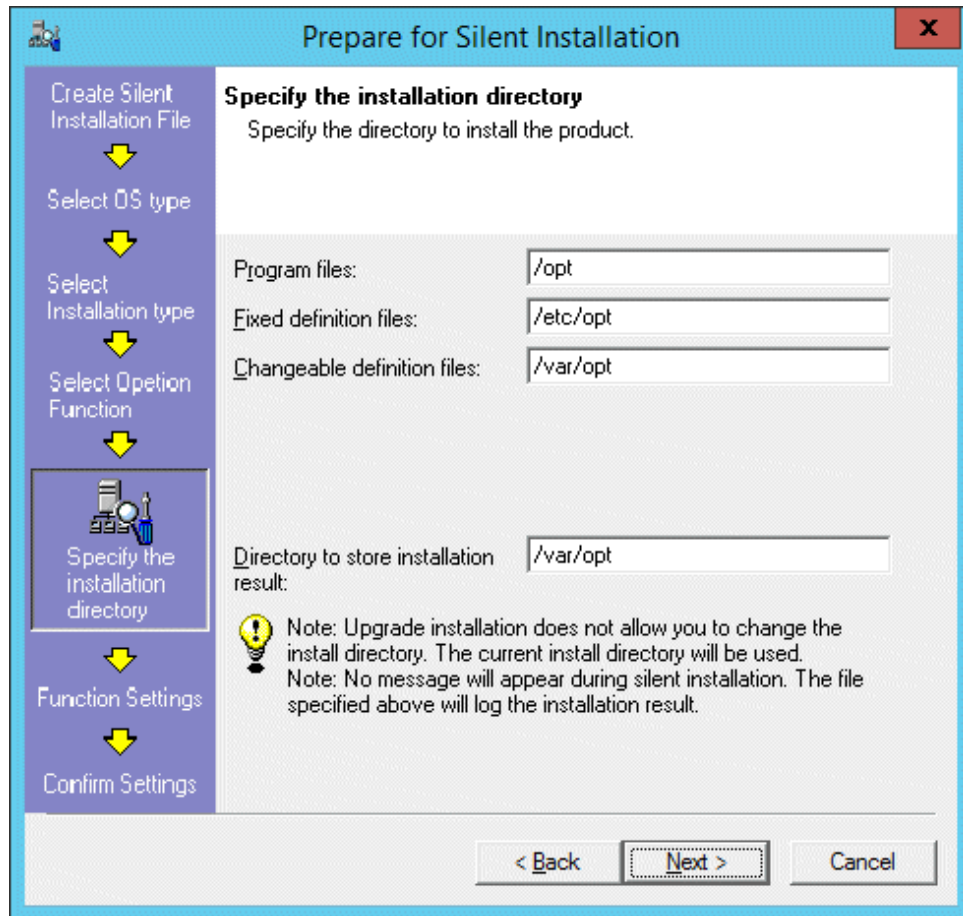 Prepare for Silent Installation
X
Create Silent
Installation File
Select OS type
Select
Installation type
Select Opetion
Function
Specify the
installation
directory
Function Settings
Confirm Settings
Specify the installation directory
Specify the directory to install the product.
Program files:
/opt
Fixed definition files:
/etc/opt
Changeable definition files:
/var/opt
Directory to store installation
result:
/var/opt
Note: Upgrade installation does not allow you to change the
install directory. The current install directory will be used.
Note: No message will appear during silent installation. The file
specified above will log the installation result.
< Back
Next >
Cancel